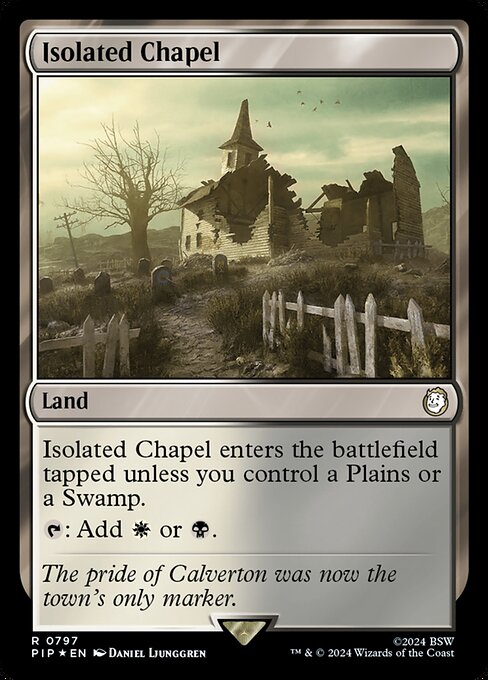 Isolated Chapel
Land
Isolated Chapel enters the battlefield
tapped unless you control a Plains or
a Swamp.
: Add or .
The pride of Calverton was now the
town's only marker.
R 0797
PIP★EN Daniel Ljunggren
©2024 BSW
™ & © 2024 Wizards of the Coast